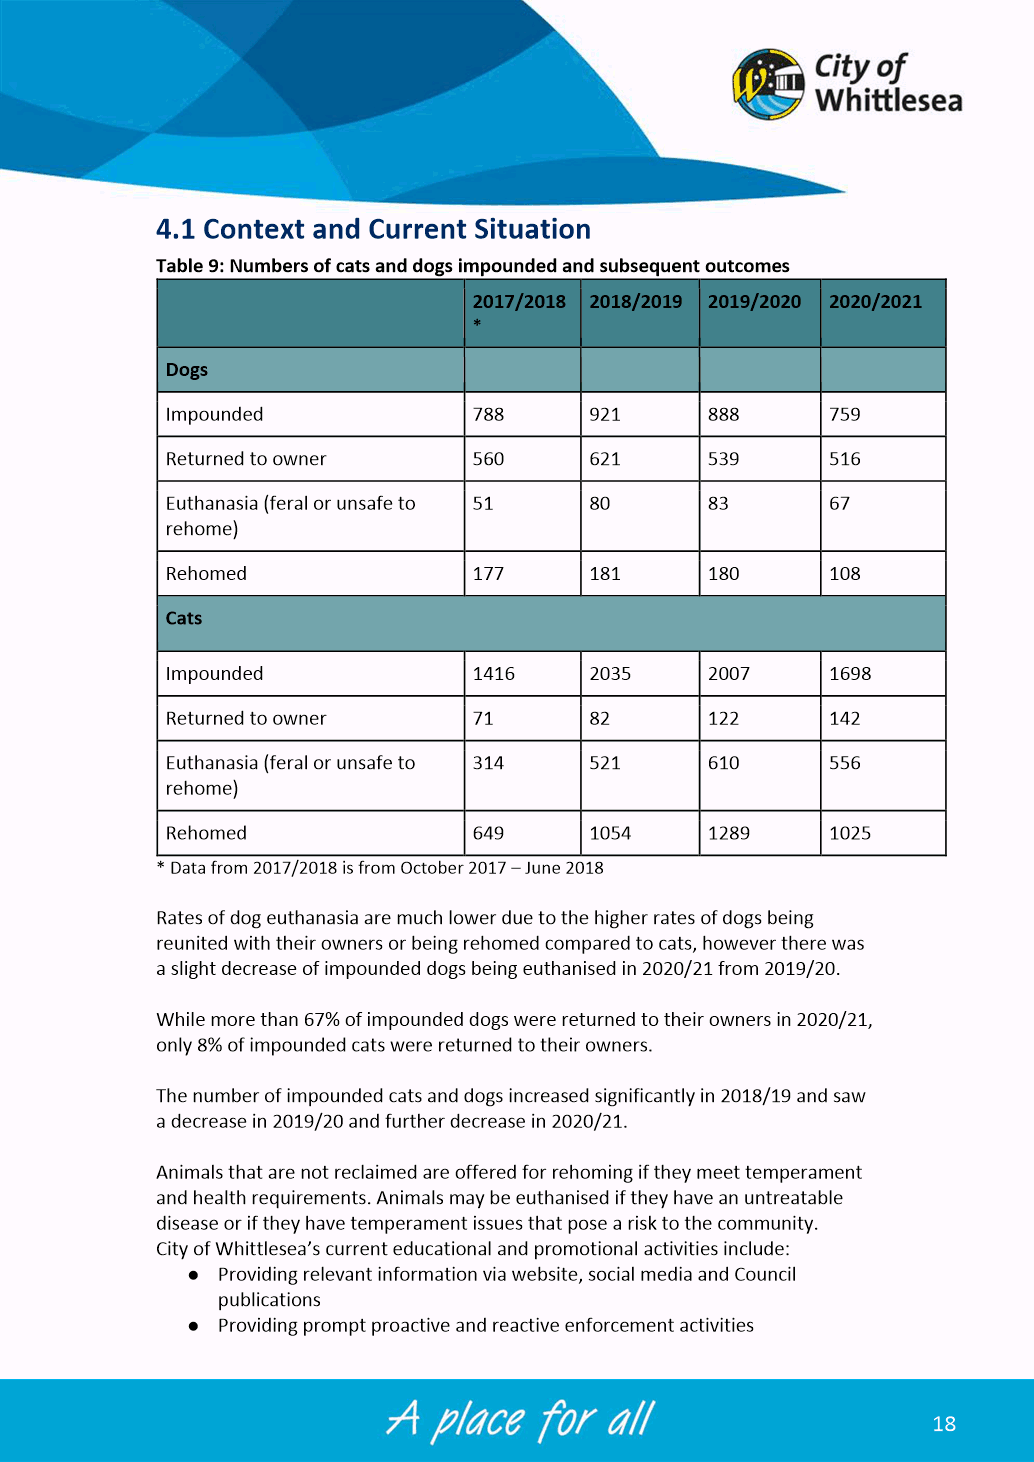 City of
Whittlesea
4.1 Context and Current Situation
Table 9: Numbers of cats and dogs impounded and subsequent outcomes
2017/2018 2018/2019 2019/2020 2020/2021
*
Dogs
Impounded 788 921 888 759
Returned to owner 560 621 539 516
Euthanasia (feral or unsafe to 51 80 83 67
rehome)
Rehomed 177 181 180 108
Cats
Impounded 1416 2035 2007 1698
Returned to owner 71 82 122 142
Euthanasia (feral or unsafe to 314 521 610 556
rehome)
Rehomed 649 1054 1289 1025
* Data from 2017/2018 is from October 2017 – June 2018
Rates of dog euthanasia are much lower due to the higher rates of dogs being
reunited with their owners or being rehomed compared to cats, however there was
a slight decrease of impounded dogs being euthanised in 2020/21 from 2019/20.
While more than 67% of impounded dogs were returned to their owners in 2020/21,
only 8% of impounded cats were returned to their owners.
The number of impounded cats and dogs increased significantly in 2018/19 and saw
a decrease in 2019/20 and further decrease in 2020/21.
Animals that are not reclaimed are offered for rehoming if they meet temperament
and health requirements. Animals may be euthanised if they have an untreatable
disease or if they have temperament issues that pose a risk to the community.
City of Whittlesea’s current educational and promotional activities include:
● Providing relevant information via website, social media and Council
publications
● Providing prompt proactive and reactive enforcement activities
A place for all
18